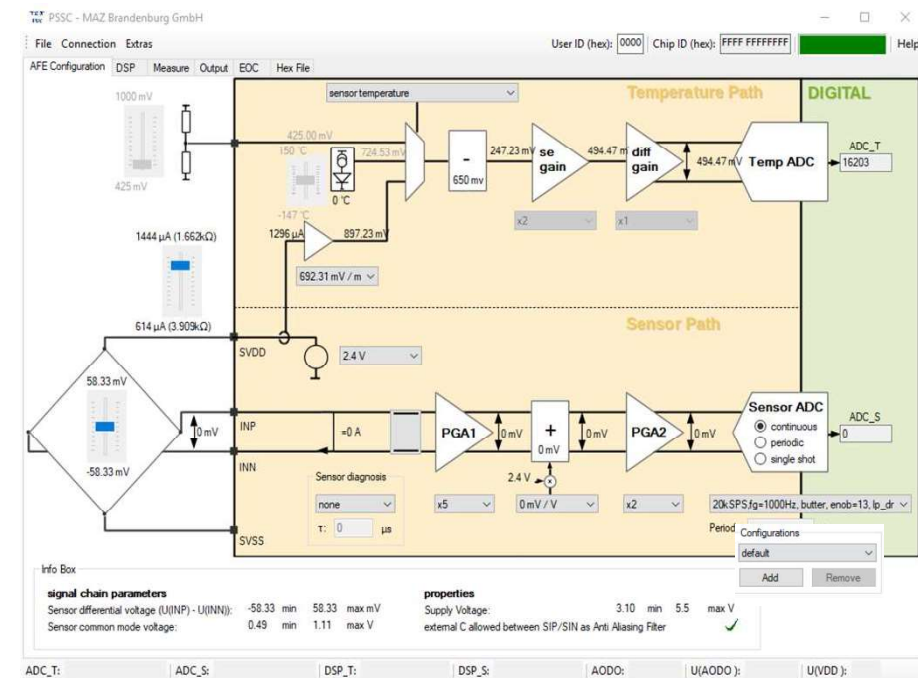 PSSC - MAZ Brandenburg GmbH
File Connection Extras
User ID (hex): 0000 Chip ID (hex): FFFF FFFFFFFF
Help
AFE Configuration DSP Measure Output EOC Hex File
1000 mV
425 mV
sensor temperature
Temperature Path
DIGITAL
425.00 mV
150 °C
724.53 mV
-147 °C
0 °C
-
650 mv
247.23 mV
se gain
494.47 m
diff gain
494.47 mV
Temp ADC
ADC_T
16203
x2
x1
1296 µA
897.23 mV
692.31 mV / m
1444 µA (1.662kΩ)
614 µA (3.909kΩ)
Sensor Path
SVDD
2.4 V
58.33 mV
-58.33 mV
0 mV
INP
INN
=0 A
PGA1
0 mV
+
0 mV
0 mV
PGA2
0 mV
Sensor ADC
continuous
periodic
single shot
ADC_S
0
2.4 V
x
Sensor diagnosis
none
τ: 0 µs
x5
0 mV / V
x2
20k SPS,fg=1000Hz, butter, enob=13, lp_dr
SVSS
Period
Configurations
default
Add Remove
Info Box
signal chain parameters
Sensor differential voltage (U(INP) - U(INN)): -58.33 min 58.33 max mV
Sensor common mode voltage: 0.49 min 1.11 max V
properties
Supply Voltage: 3.10 min 5.5 max V
external C allowed between SIP/SIN as Anti Aliasing Filter
ADC_T: ADC_S: DSP_T: DSP_S: AODO: U(AODO ): U(VDD ):